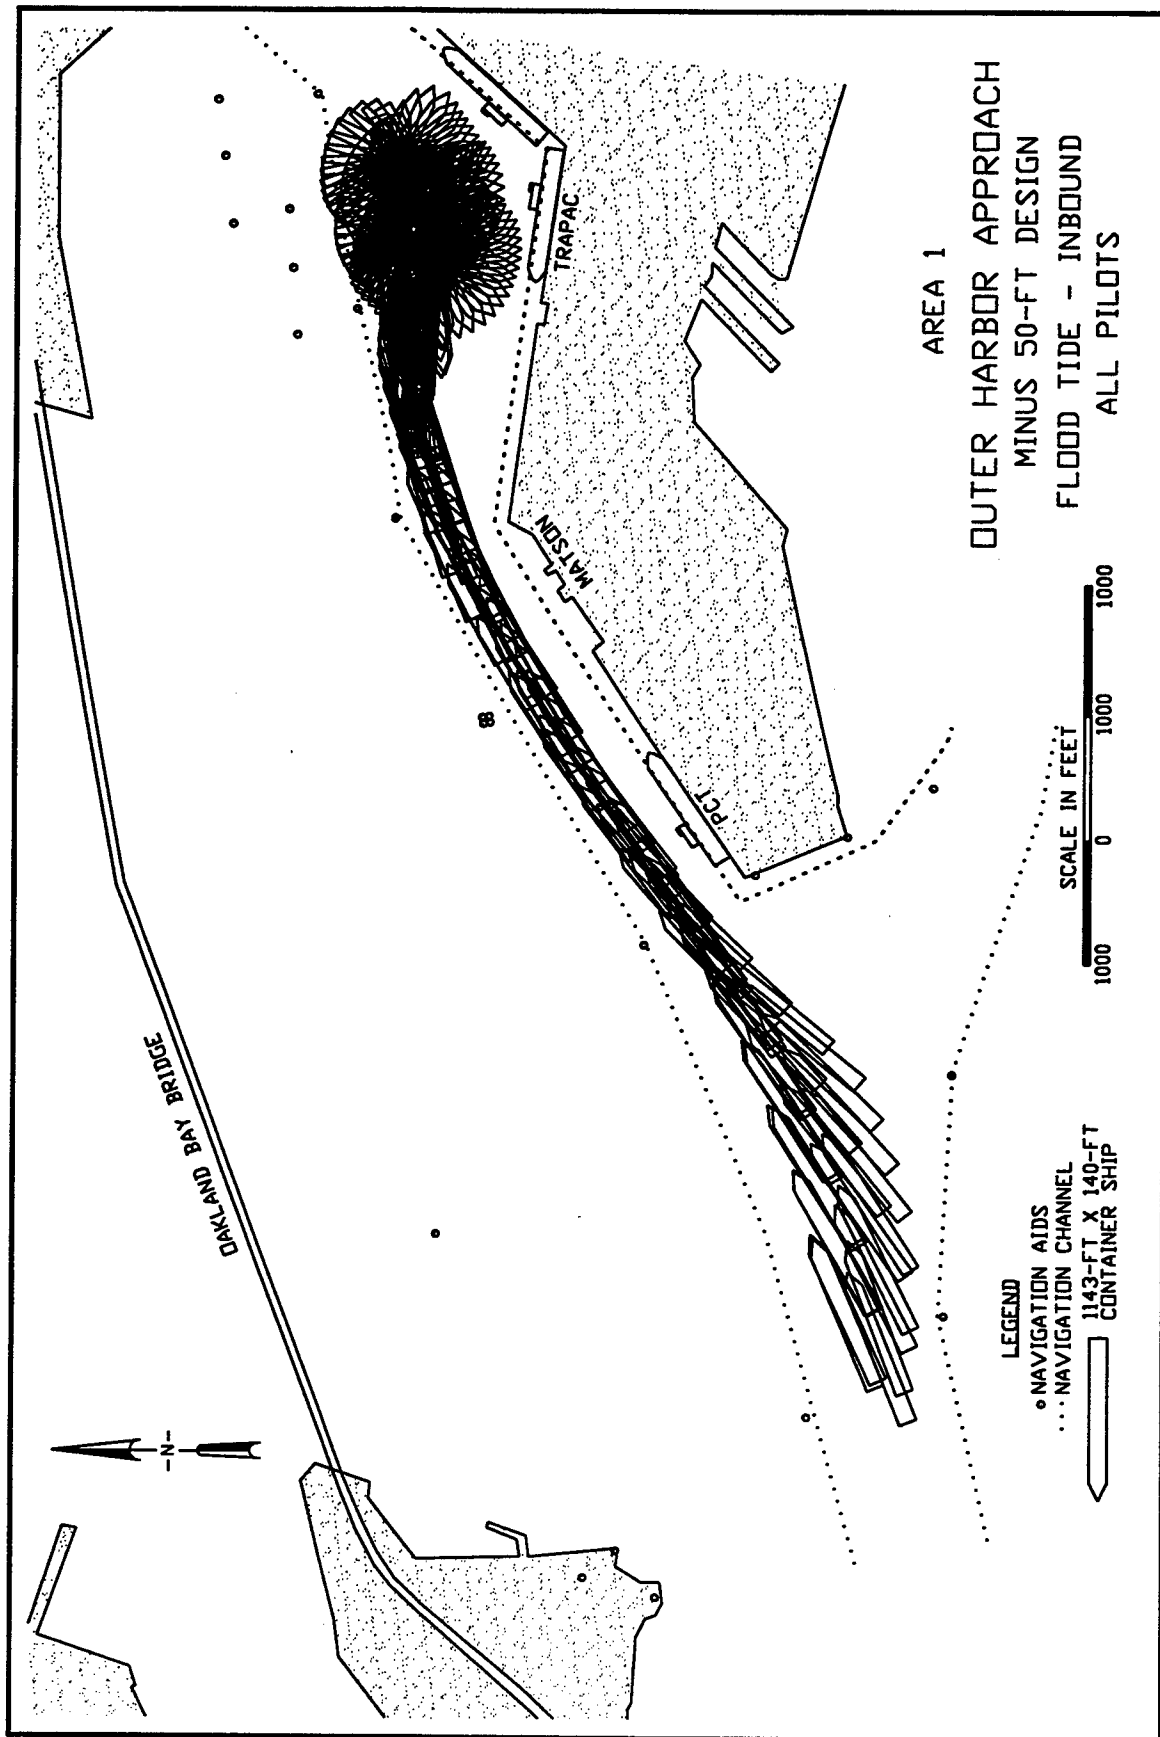 OAKLAND BAY BRIDGE
-N-
88
TRAPAC
MATSON
PCT
AREA 1
OUTER HARBOR APPROACH
MINUS 50-FT DESIGN
FLOOD TIDE - INBOUND
ALL PILOTS
LEGEND
NAVIGATION AIDS
NAVIGATION CHANNEL
1143-FT X 140-FT
CONTAINER SHIP
SCALE IN FEET
1000 0 1000 1000